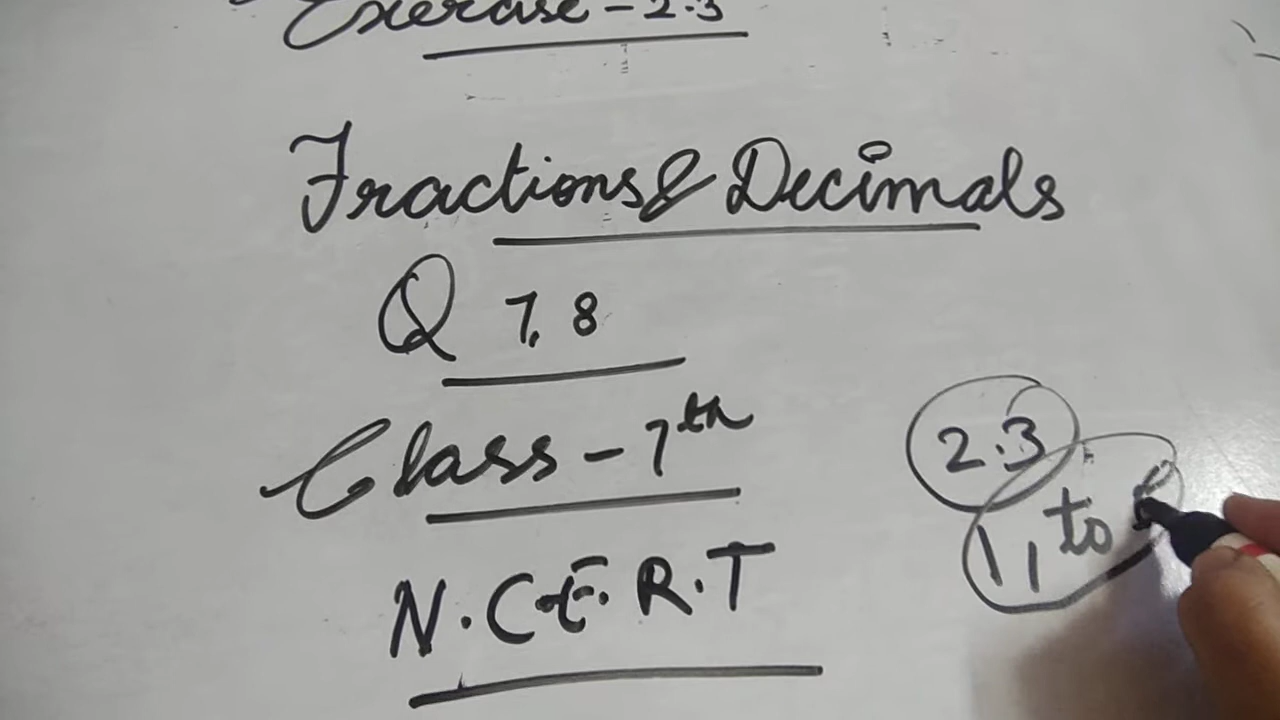 Exercise - 2.3
Fractions & Decimals
Q 7, 8
Class - 7th
N.C.E.R.T
2.3
1, to